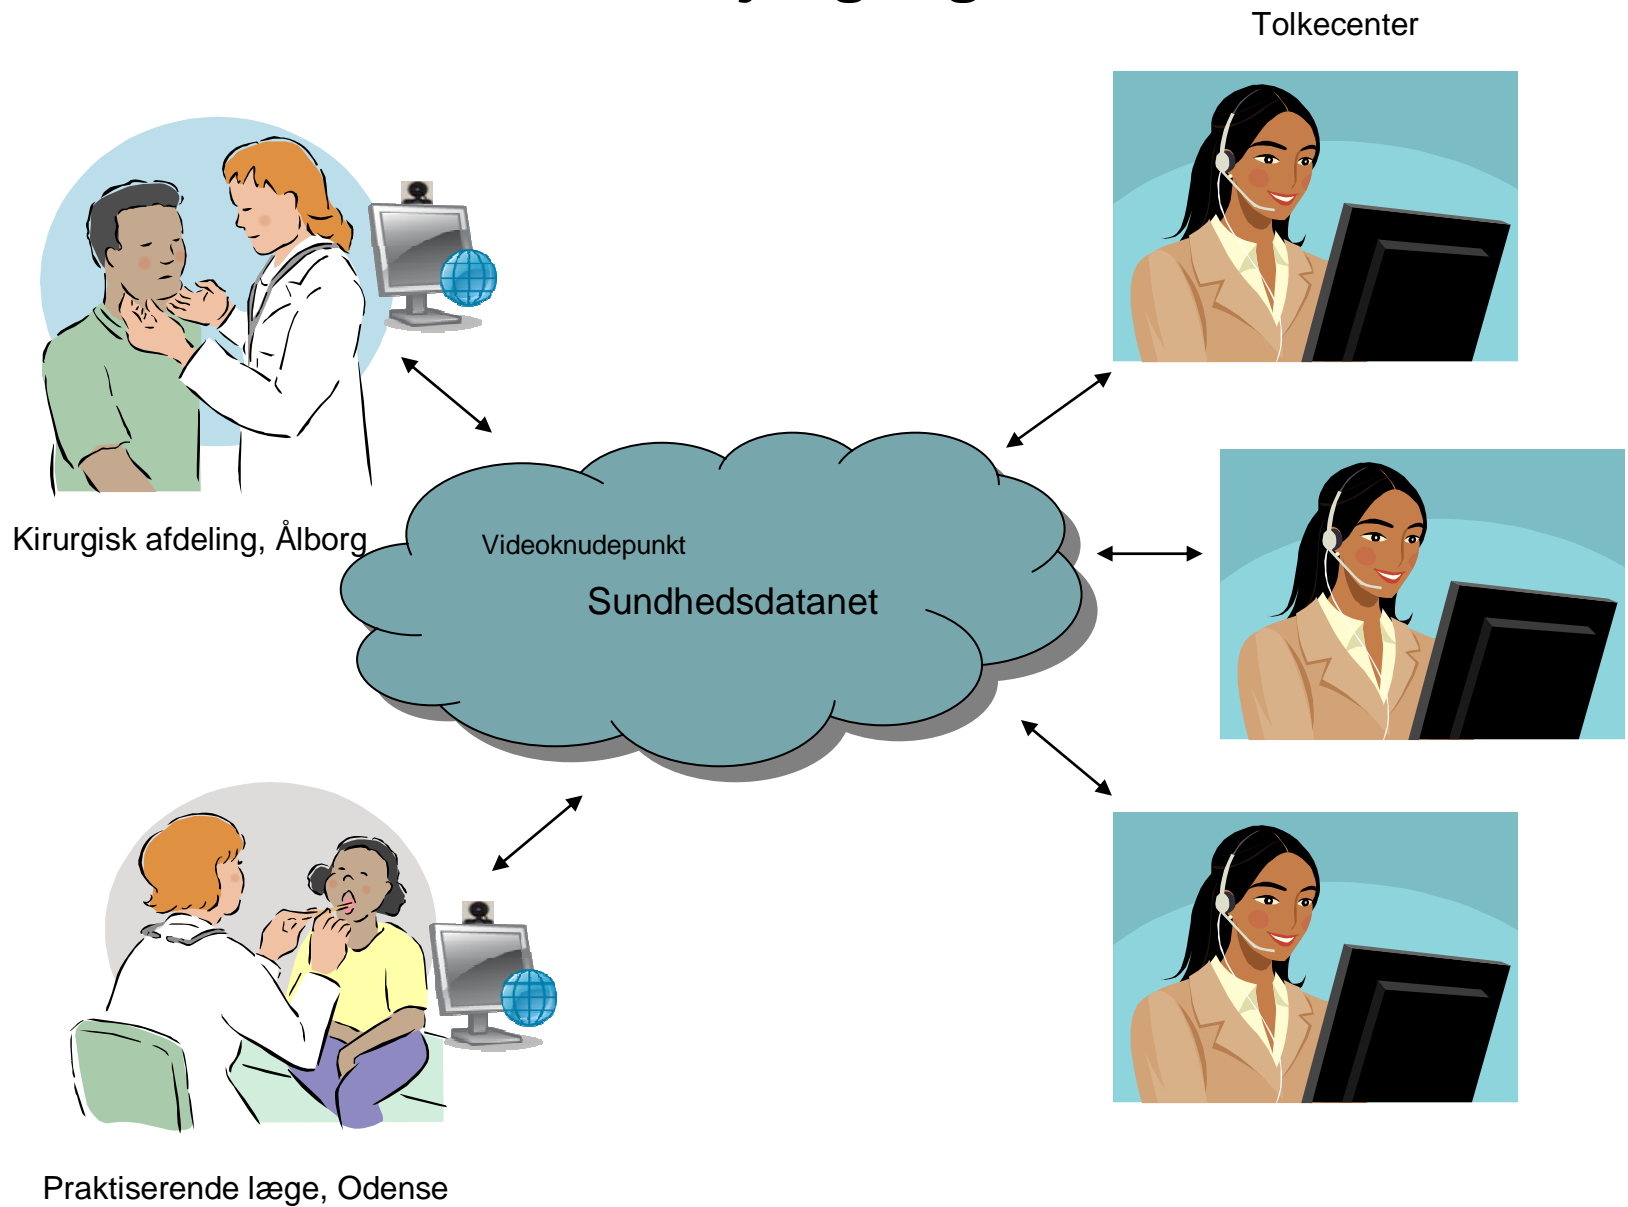 Tolkecenter
Kirurgisk afdeling, Ålborg
Videoknudepunkt
Sundhedsdatanet
Praktiserende læge, Odense